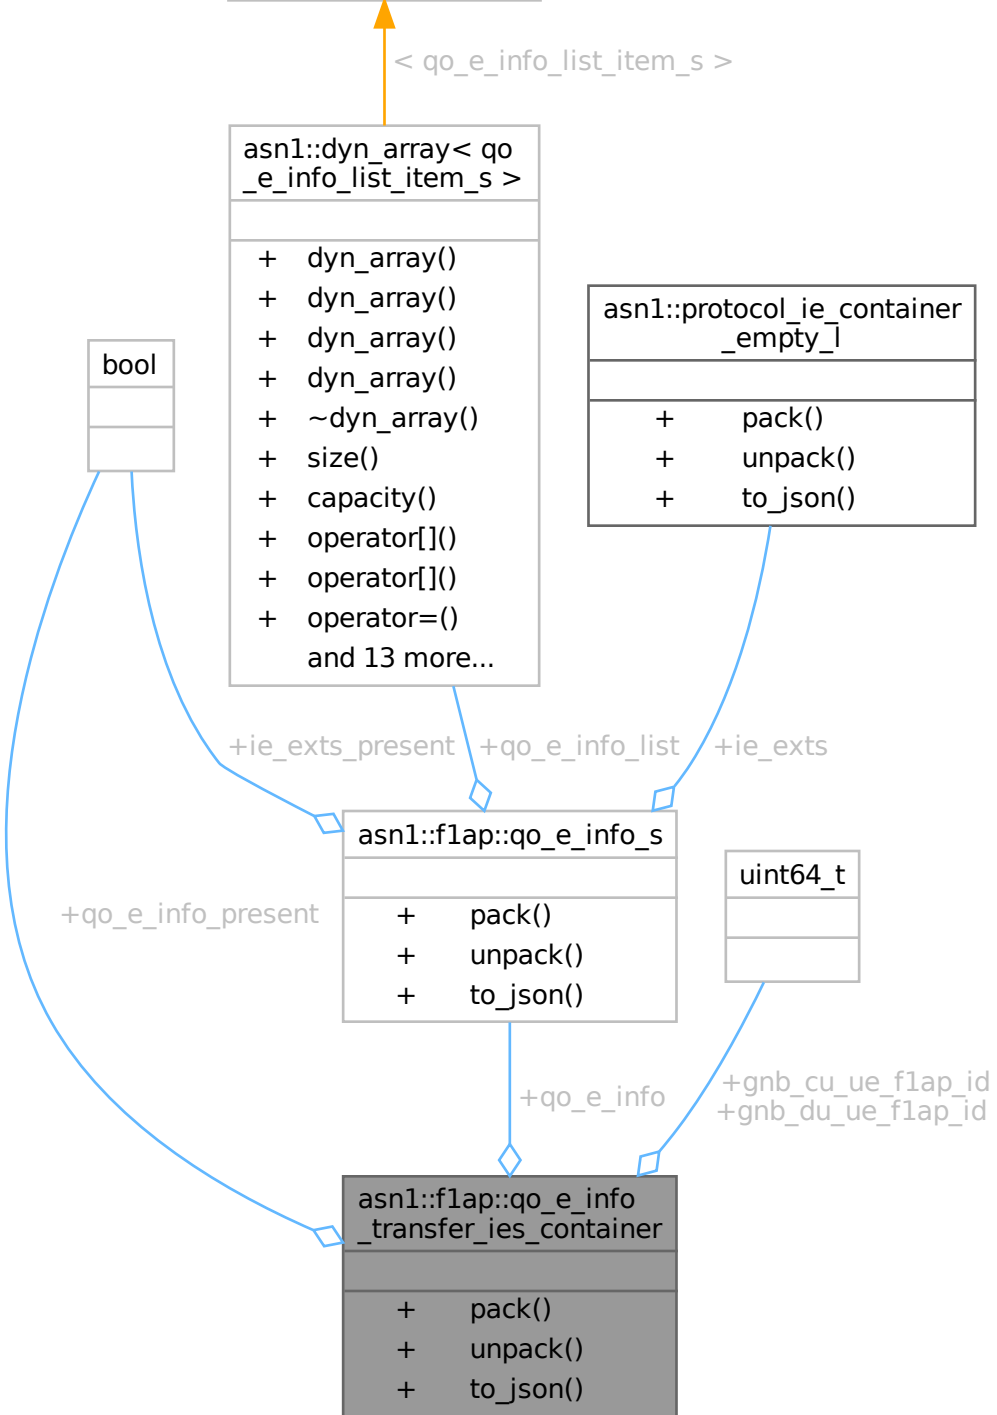 < qo_e_info_list_item_s >
asn1::dyn_array< qo
_e_info_list_item_s >
+ dyn_array()
+ dyn_array()
+ dyn_array()
+ dyn_array()
+ ~dyn_array()
+ size()
+ capacity()
+ operator[]()
+ operator[]()
+ operator=()
and 13 more...
asn1::protocol_ie_container
_empty_l
+ pack()
+ unpack()
+ to_json()
bool
+ie_exts_present
+qo_e_info_list
+ie_exts
asn1::f1ap::qo_e_info_s
+ pack()
+ unpack()
+ to_json()
uint64_t
+qo_e_info_present
+qo_e_info
+gnb_cu_ue_f1ap_id
+gnb_du_ue_f1ap_id
asn1::f1ap::qo_e_info
_transfer_ies_container
+ pack()
+ unpack()
+ to_json()